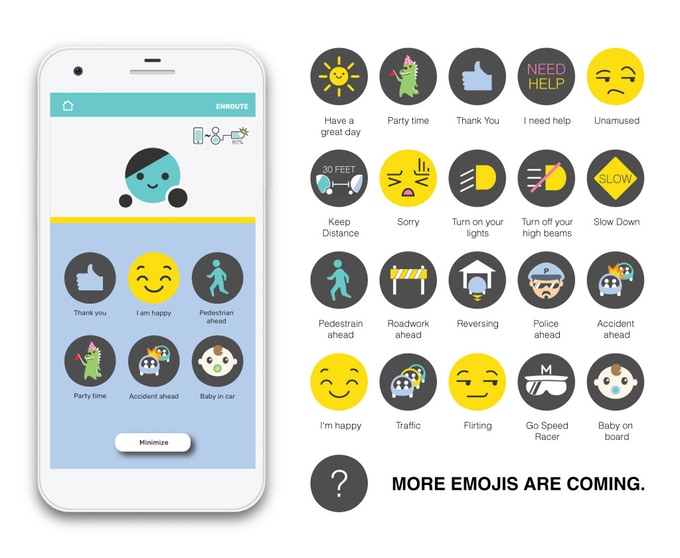 ENROUTE
80%
Thank you
I am happy
Pedestrian
ahead
Party time
Accident ahead
Baby in car
Minimize
Have a
great day
Party time
Thank You
NEED
HELP
I need help
Unamused
30 FEET
Keep
Distance
Sorry
Turn on your
lights
Turn off your
high beams
SLOW
Slow Down
Pedestrain
ahead
Roadwork
ahead
Reversing
P
Police
ahead
Accident
ahead
I'm happy
Traffic
Flirting
M
Go Speed
Racer
Baby on
board
?
MORE EMOJIS ARE COMING.